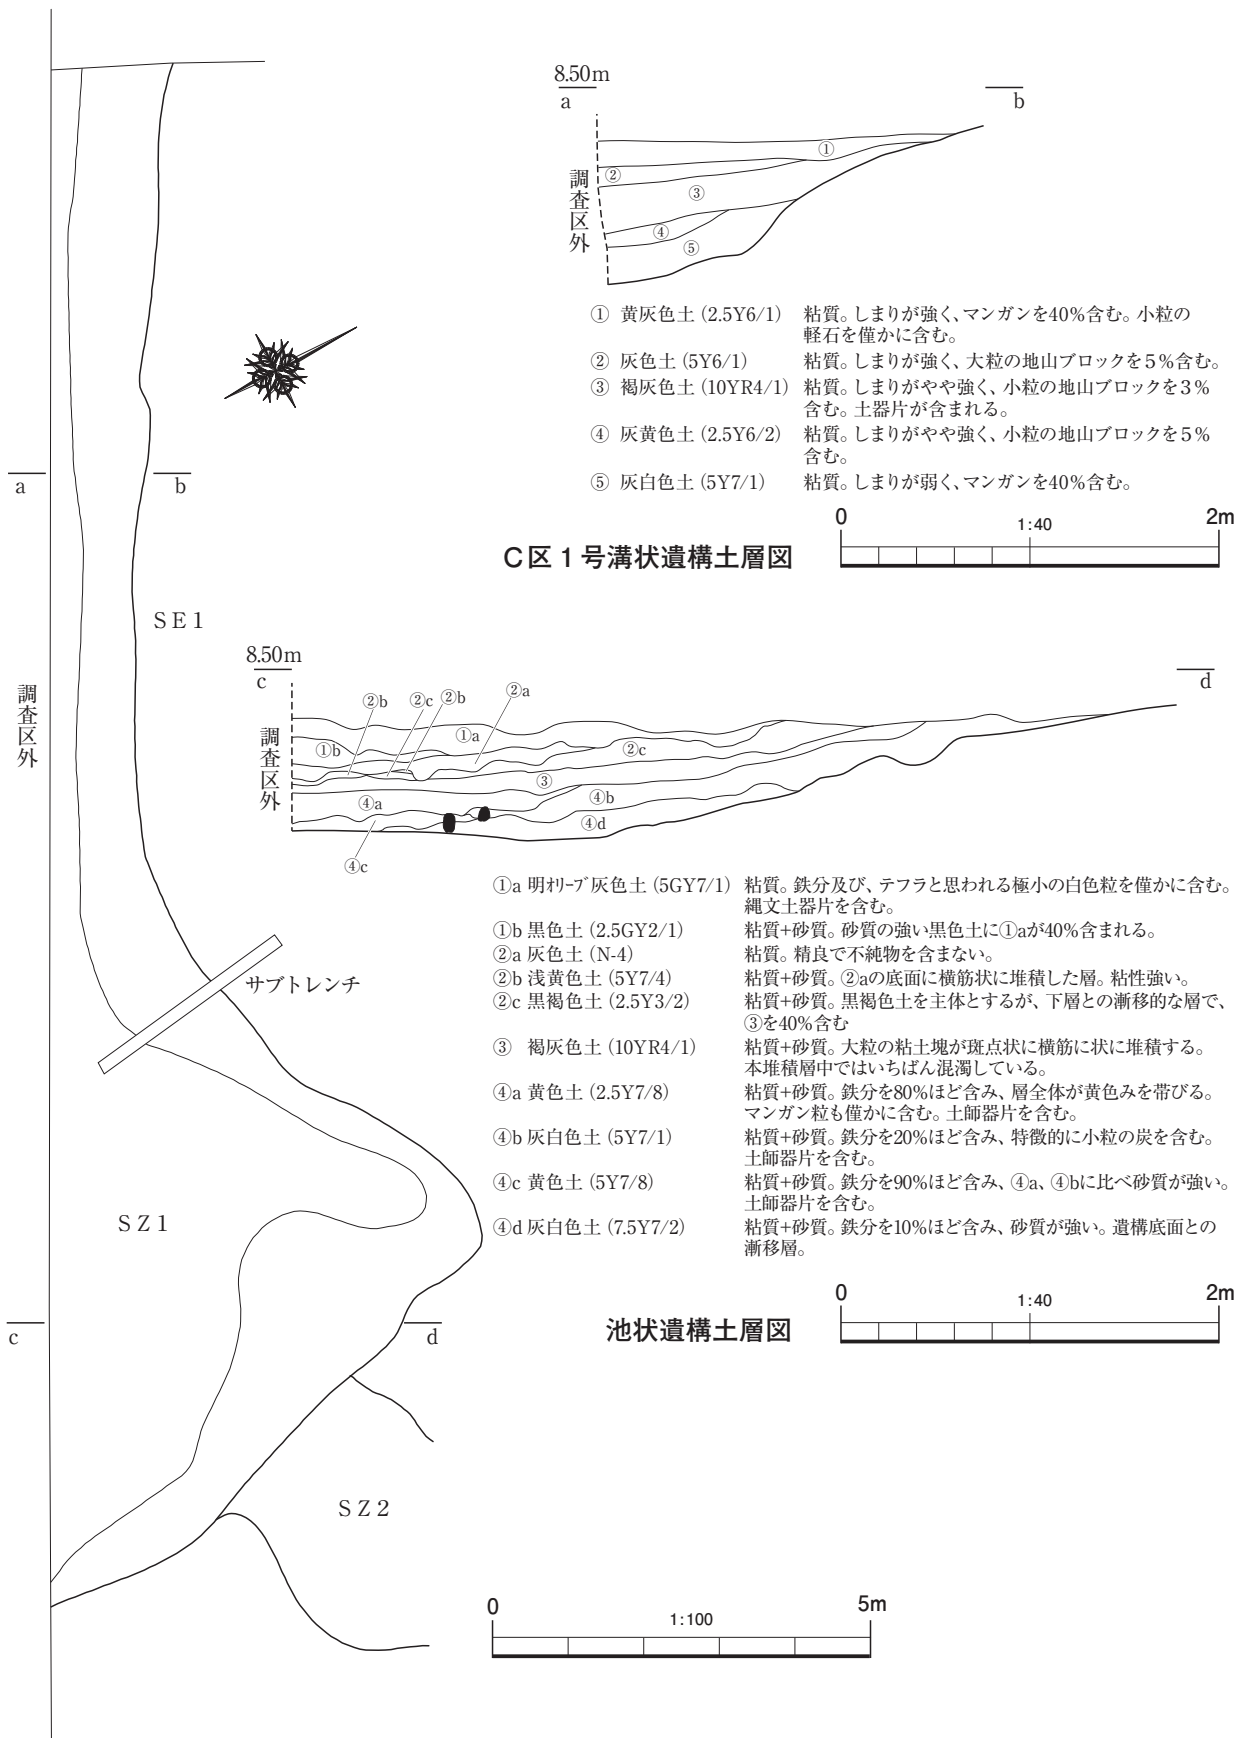 8.50m
a
b
調査区外
①
②
③
④
⑤
① 黄灰色土 (2.5Y6/1) 粘質。しまりが強く、マンガンを40%含む。小粒の
軽石を僅かに含む。
② 灰色土 (5Y6/1) 粘質。しまりが強く、大粒の地山ブロックを5%含む。
③ 褐灰色土 (10YR4/1) 粘質。しまりがやや強く、小粒の地山ブロックを3%
含む。土器片が含まれる。
④ 灰黄色土 (2.5Y6/2) 粘質。しまりがやや強く、小粒の地山ブロックを5%
含む。
⑤ 灰白色土 (5Y7/1) 粘質。しまりが弱く、マンガンを40%含む。
0 1:40 2m
C区1号溝状遺構土層図
a
b
SE1
調査区外
8.50m
c
d
調査区外
②b
②c
②b
②a
①a
①b
②c
③
④a
④b
④d
④c
①a 明オリーブ灰色土 (5GY7/1) 粘質。鉄分及び、テフラと思われる極小の白色粒を僅かに含む。
縄文土器片を含む。
①b 黒色土 (2.5GY2/1) 粘質+砂質。砂質の強い黒色土に①aが40%含まれる。
②a 灰色土 (N-4) 粘質。精良で不純物を含まない。
②b 浅黄色土 (5Y7/4) 粘質+砂質。②aの底面に横筋状に堆積した層。粘性強い。
②c 黒褐色土 (2.5Y3/2) 粘質+砂質。黒褐色土を主体とするが、下層との漸移的な層で、
③を40%含む
③ 褐灰色土 (10YR4/1) 粘質+砂質。大粒の粘土塊が斑点状に横筋に状に堆積する。
本堆積層中ではいちばん混濁している。
④a 黄色土 (2.5Y7/8) 粘質+砂質。鉄分を80%ほど含み、層全体が黄色みを帯びる。
マンガン粒も僅かに含む。土師器片を含む。
④b 灰白色土 (5Y7/1) 粘質+砂質。鉄分を20%ほど含み、特徴的に小粒の炭を含む。
土師器片を含む。
④c 黄色土 (5Y7/8) 粘質+砂質。鉄分を90%ほど含み、④a、④bに比べ砂質が強い。
土師器片を含む。
④d 灰白色土 (7.5Y7/2) 粘質+砂質。鉄分を10%ほど含み、砂質が強い。遺構底面との
漸移層。
サブトレンチ
SZ1
0 1:40 2m
池状遺構土層図
c
d
SZ2
0 1:100 5m